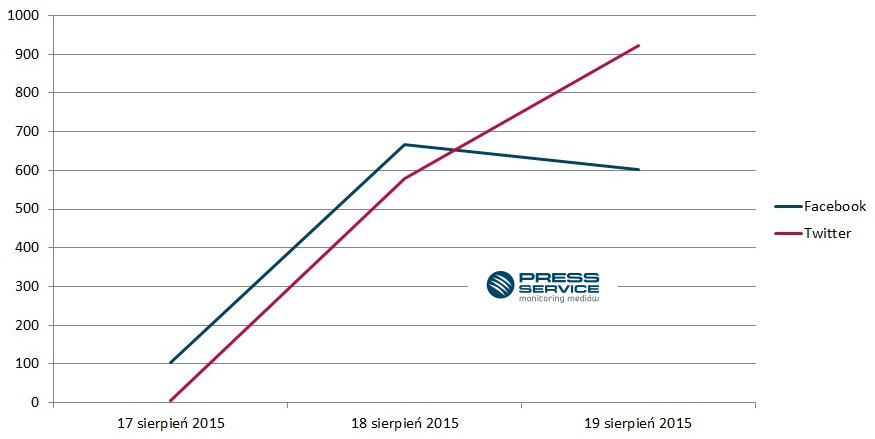 1000
900
800
700
600
500
400
300
200
100
0
17 sierpień 2015
18 sierpień 2015
19 sierpień 2015
Facebook
Twitter
PRESS
SERVICE
monitoring mediów